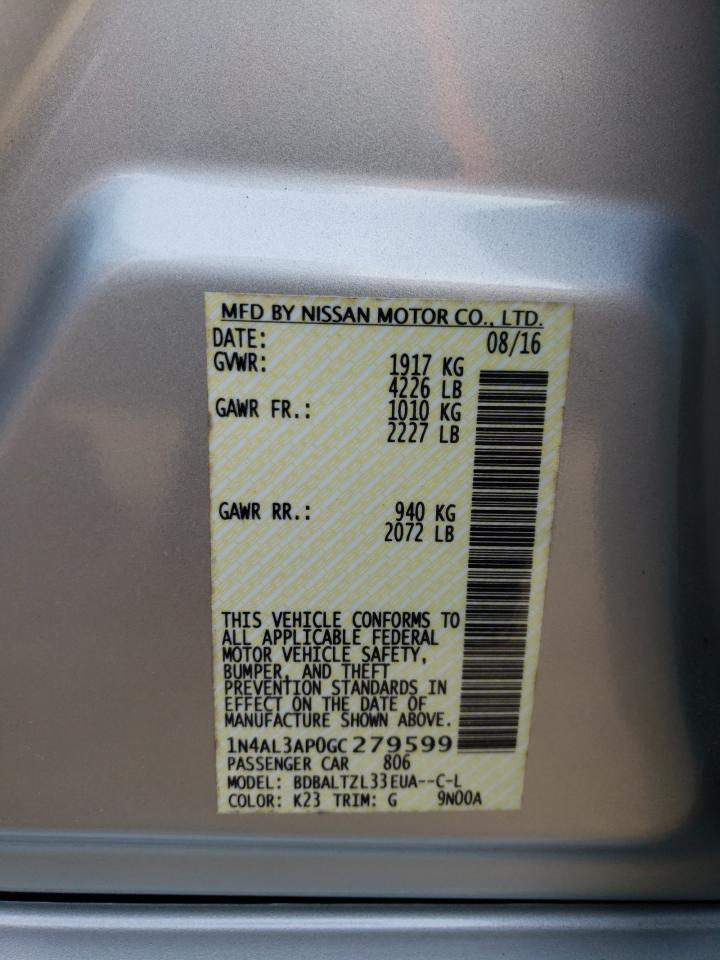 MFD BY NISSAN MOTOR CO., LTD.
DATE: 08/16
GVWR: 1917 KG
4226 LB
GAWR FR.: 1010 KG
2227 LB
GAWR RR.: 940 KG
2072 LB
THIS VEHICLE CONFORMS TO
ALL APPLICABLE FEDERAL
MOTOR VEHICLE SAFETY,
BUMPER, AND THEFT
PREVENTION STANDARDS IN
EFFECT ON THE DATE OF
MANUFACTURE SHOWN ABOVE.
1N4AL3AP0GC279599
PASSENGER CAR 806
MODEL: BDBALTZL33EUA--C-L
COLOR: K23 TRIM: G 9N00A